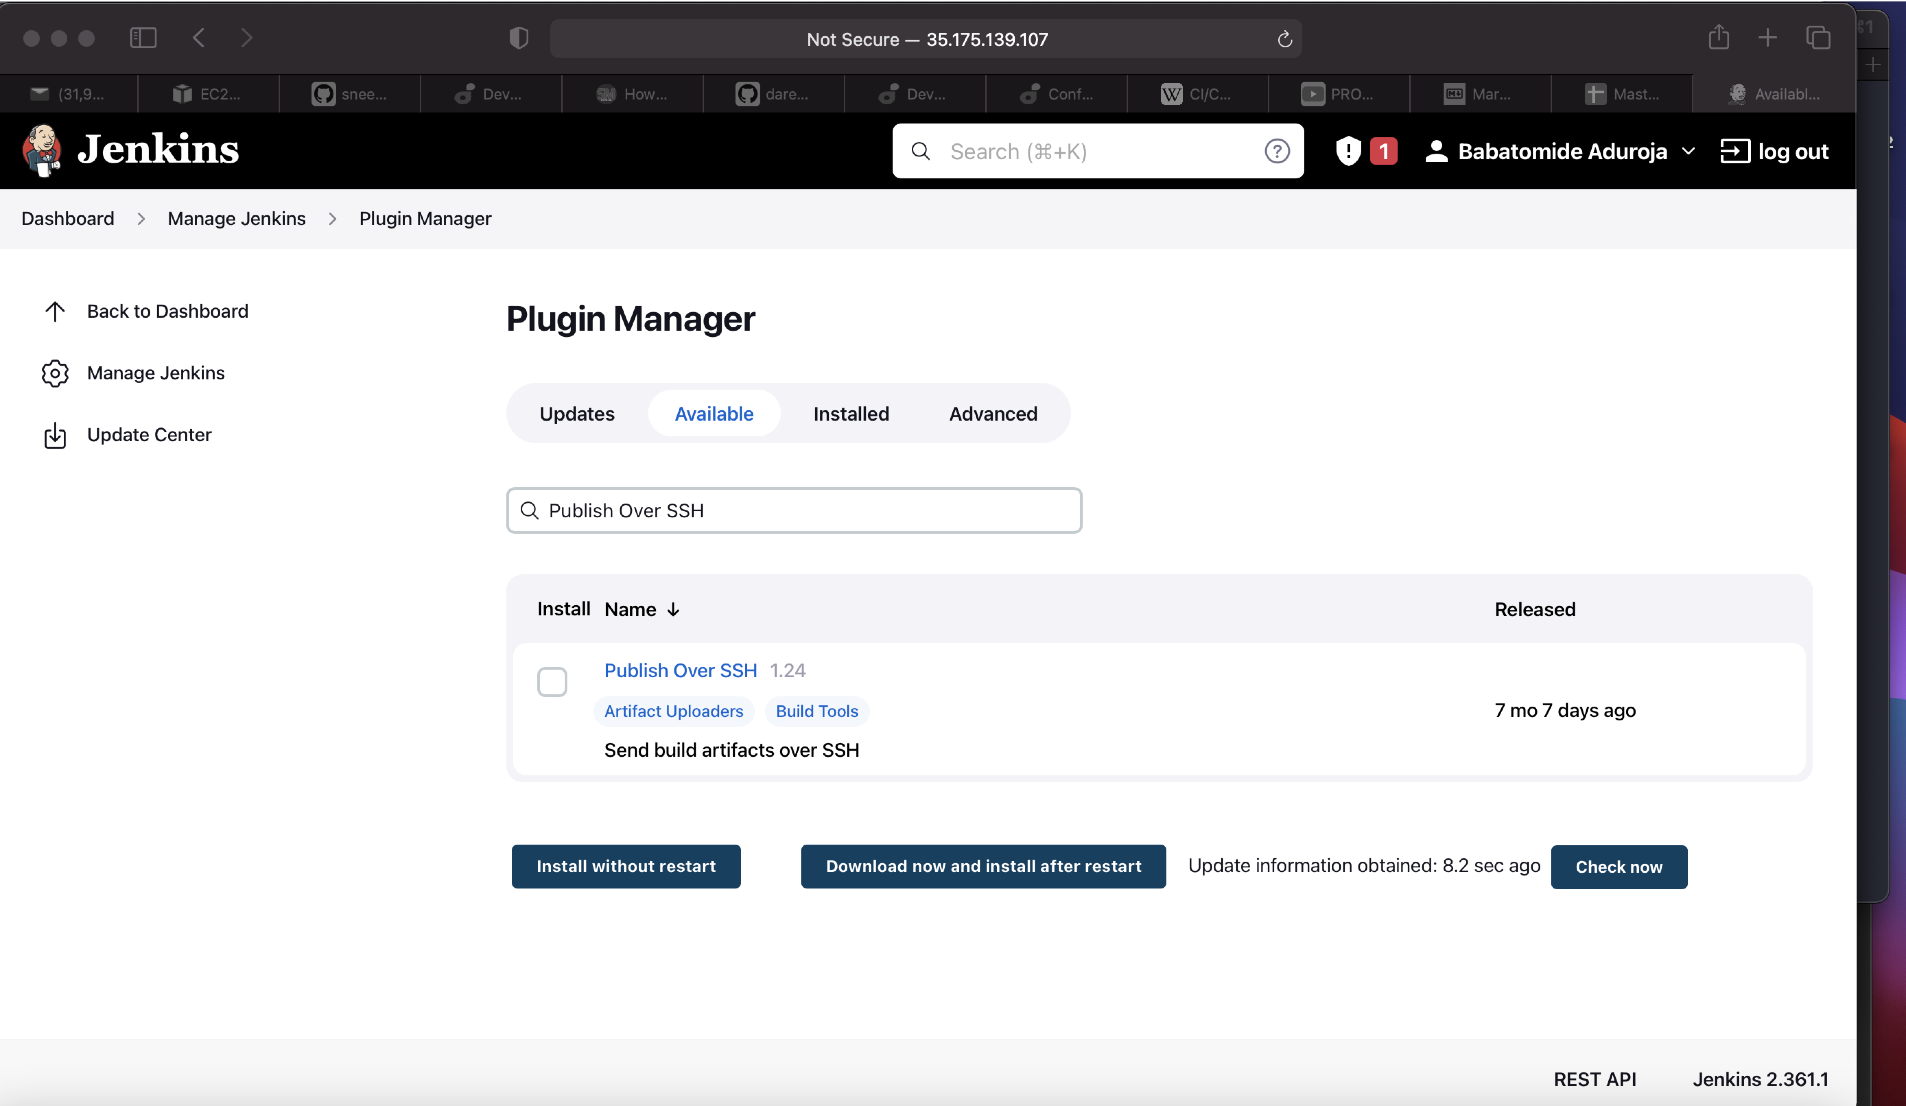 Not Secure — 35.175.139.107
(31,9... EC2... snee... Dev... How... dare... Dev... Conf... CI/C... PRO... Mar... Mast... Availabl...
Jenkins Search (⌘+K) 1 Babatomide Aduroja log out
Dashboard Manage Jenkins Plugin Manager
Back to Dashboard
Manage Jenkins
Update Center
Plugin Manager
Updates Available Installed Advanced
Publish Over SSH
Install Name ↓ Released
Publish Over SSH 1.24
Artifact Uploaders Build Tools
7 mo 7 days ago
Send build artifacts over SSH
Install without restart Download now and install after restart Update information obtained: 8.2 sec ago Check now
REST API Jenkins 2.361.1